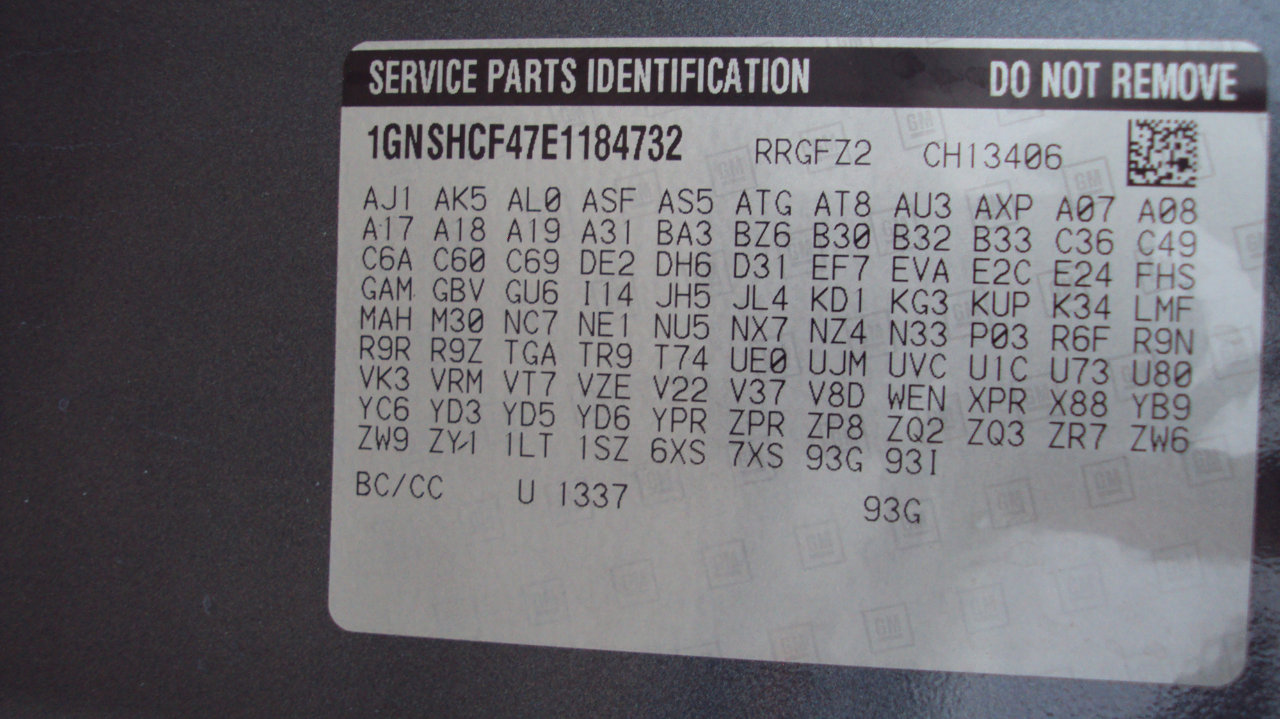 SERVICE PARTS IDENTIFICATION DO NOT REMOVE
1GNSHCF47E1184732 RRGFZ2 CH13406
AJ1 AK5 AL0 ASF AS5 ATG AT8 AU3 AXP A07 A08
A17 A18 A19 A31 BA3 BZ6 B30 B32 B33 C36 C49
C6A C60 C69 DE2 DH6 D31 EF7 EVA E2C E24 FHS
GAM GBV GU6 I14 JH5 JL4 KD1 KG3 KUP K34 LMF
MAH M30 NC7 NE1 NU5 NX7 NZ4 N33 P03 R6F R9N
R9R R9Z TGA TR9 T74 UE0 UJM UVC U1C U73 U80
VK3 VRM VT7 VZE V22 V37 V8D WEN XPR X88 YB9
YC6 YD3 YD5 YD6 YPR ZPR ZP8 ZQ2 ZQ3 ZR7 ZW6
ZW9 ZY1 1LT 1SZ 6XS 7XS 93G 93I
BC/CC U 1337 93G